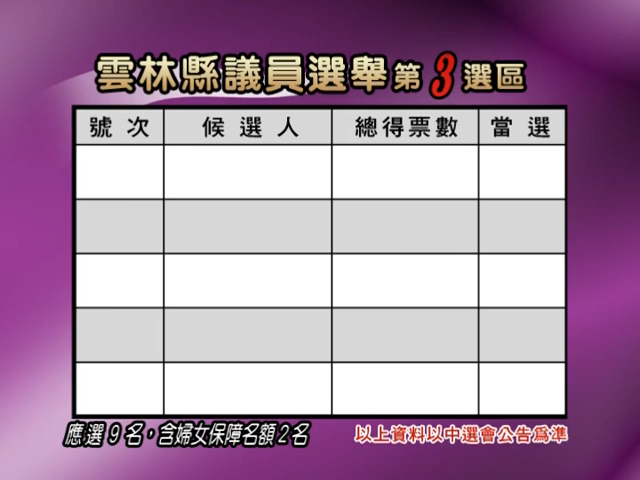 雲林縣議員選舉第3選區
號次 候選人 總得票數 當選
應選9名，含婦女保障名額2名
以上資料以中選會公告為準